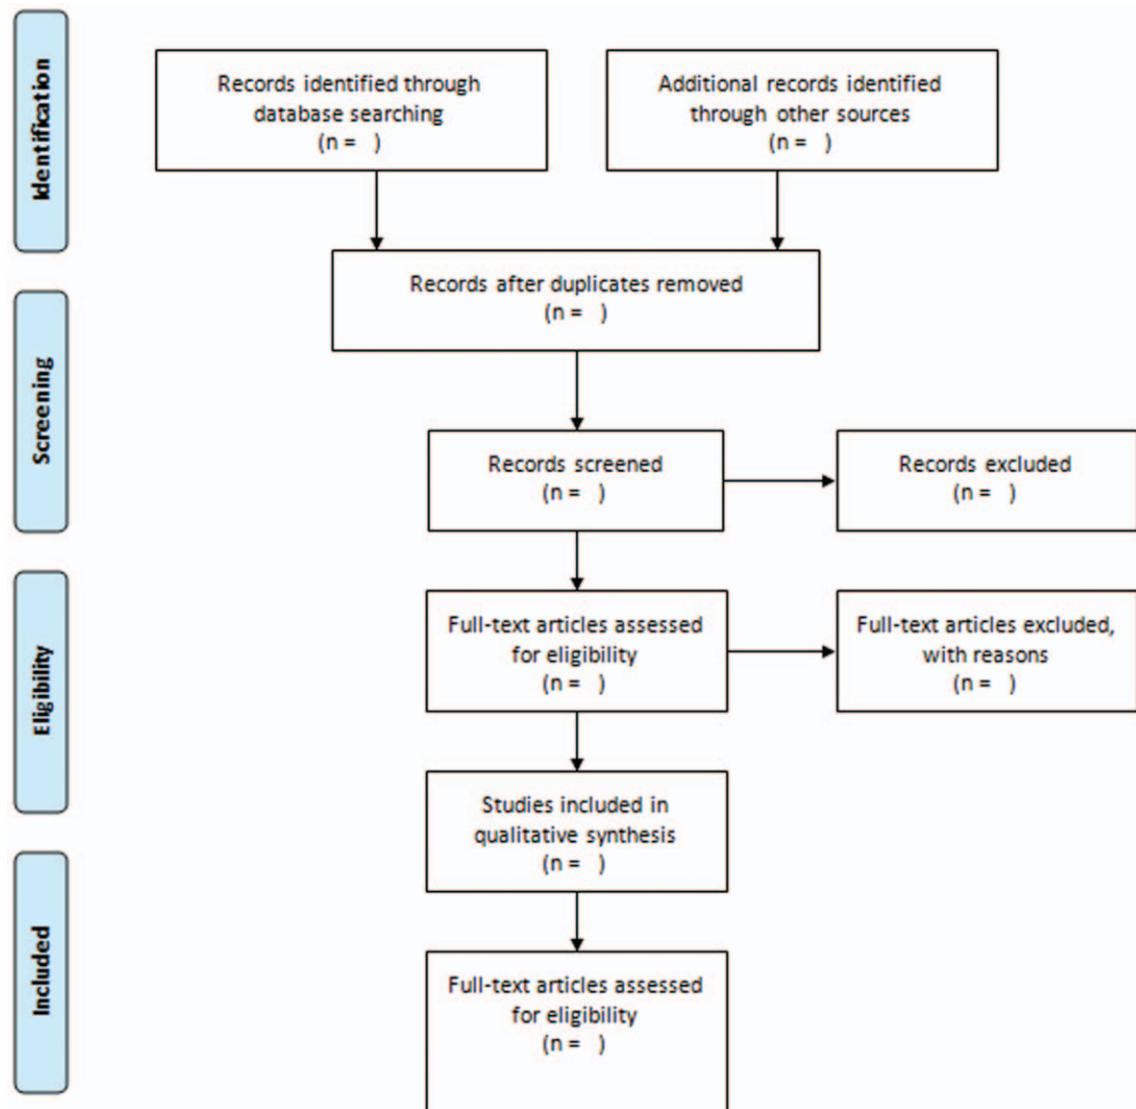 Identification
Records identified through
database searching
(n =   )
Additional records identified
through other sources
(n =   )
Records after duplicates removed
(n =   )
Screening
Records screened
(n =   )
Records excluded
(n =   )
Eligibility
Full-text articles assessed
for eligibility
(n =   )
Full-text articles excluded,
with reasons
(n =   )
Studies included in
qualitative synthesis
(n =   )
Included
Full-text articles assessed
for eligibility
(n =   )